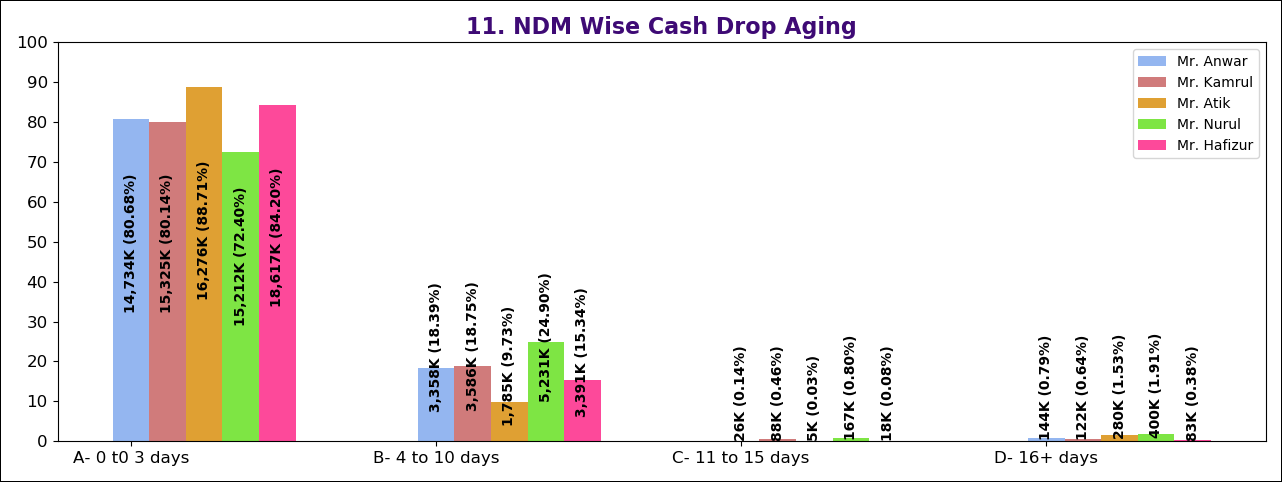 11. NDM Wise Cash Drop Aging
100
90
80
70
60
50
40
30
20
10
0
Mr. Anwar
Mr. Kamrul
Mr. Atik
Mr. Nurul
Mr. Hafizur
14,734K (80.68%)
15,325K (80.14%)
16,276K (88.71%)
15,212K (72.40%)
18,617K (84.20%)
3,358K (18.39%)
3,586K (18.75%)
1,785K (9.73%)
5,231K (24.90%)
3,391K (15.34%)
26K (0.14%)
88K (0.46%)
5K (0.03%)
167K (0.80%)
18K (0.08%)
144K (0.79%)
122K (0.64%)
280K (1.53%)
400K (1.91%)
83K (0.38%)
A- 0 t0 3 days
B- 4 to 10 days
C- 11 to 15 days
D- 16+ days